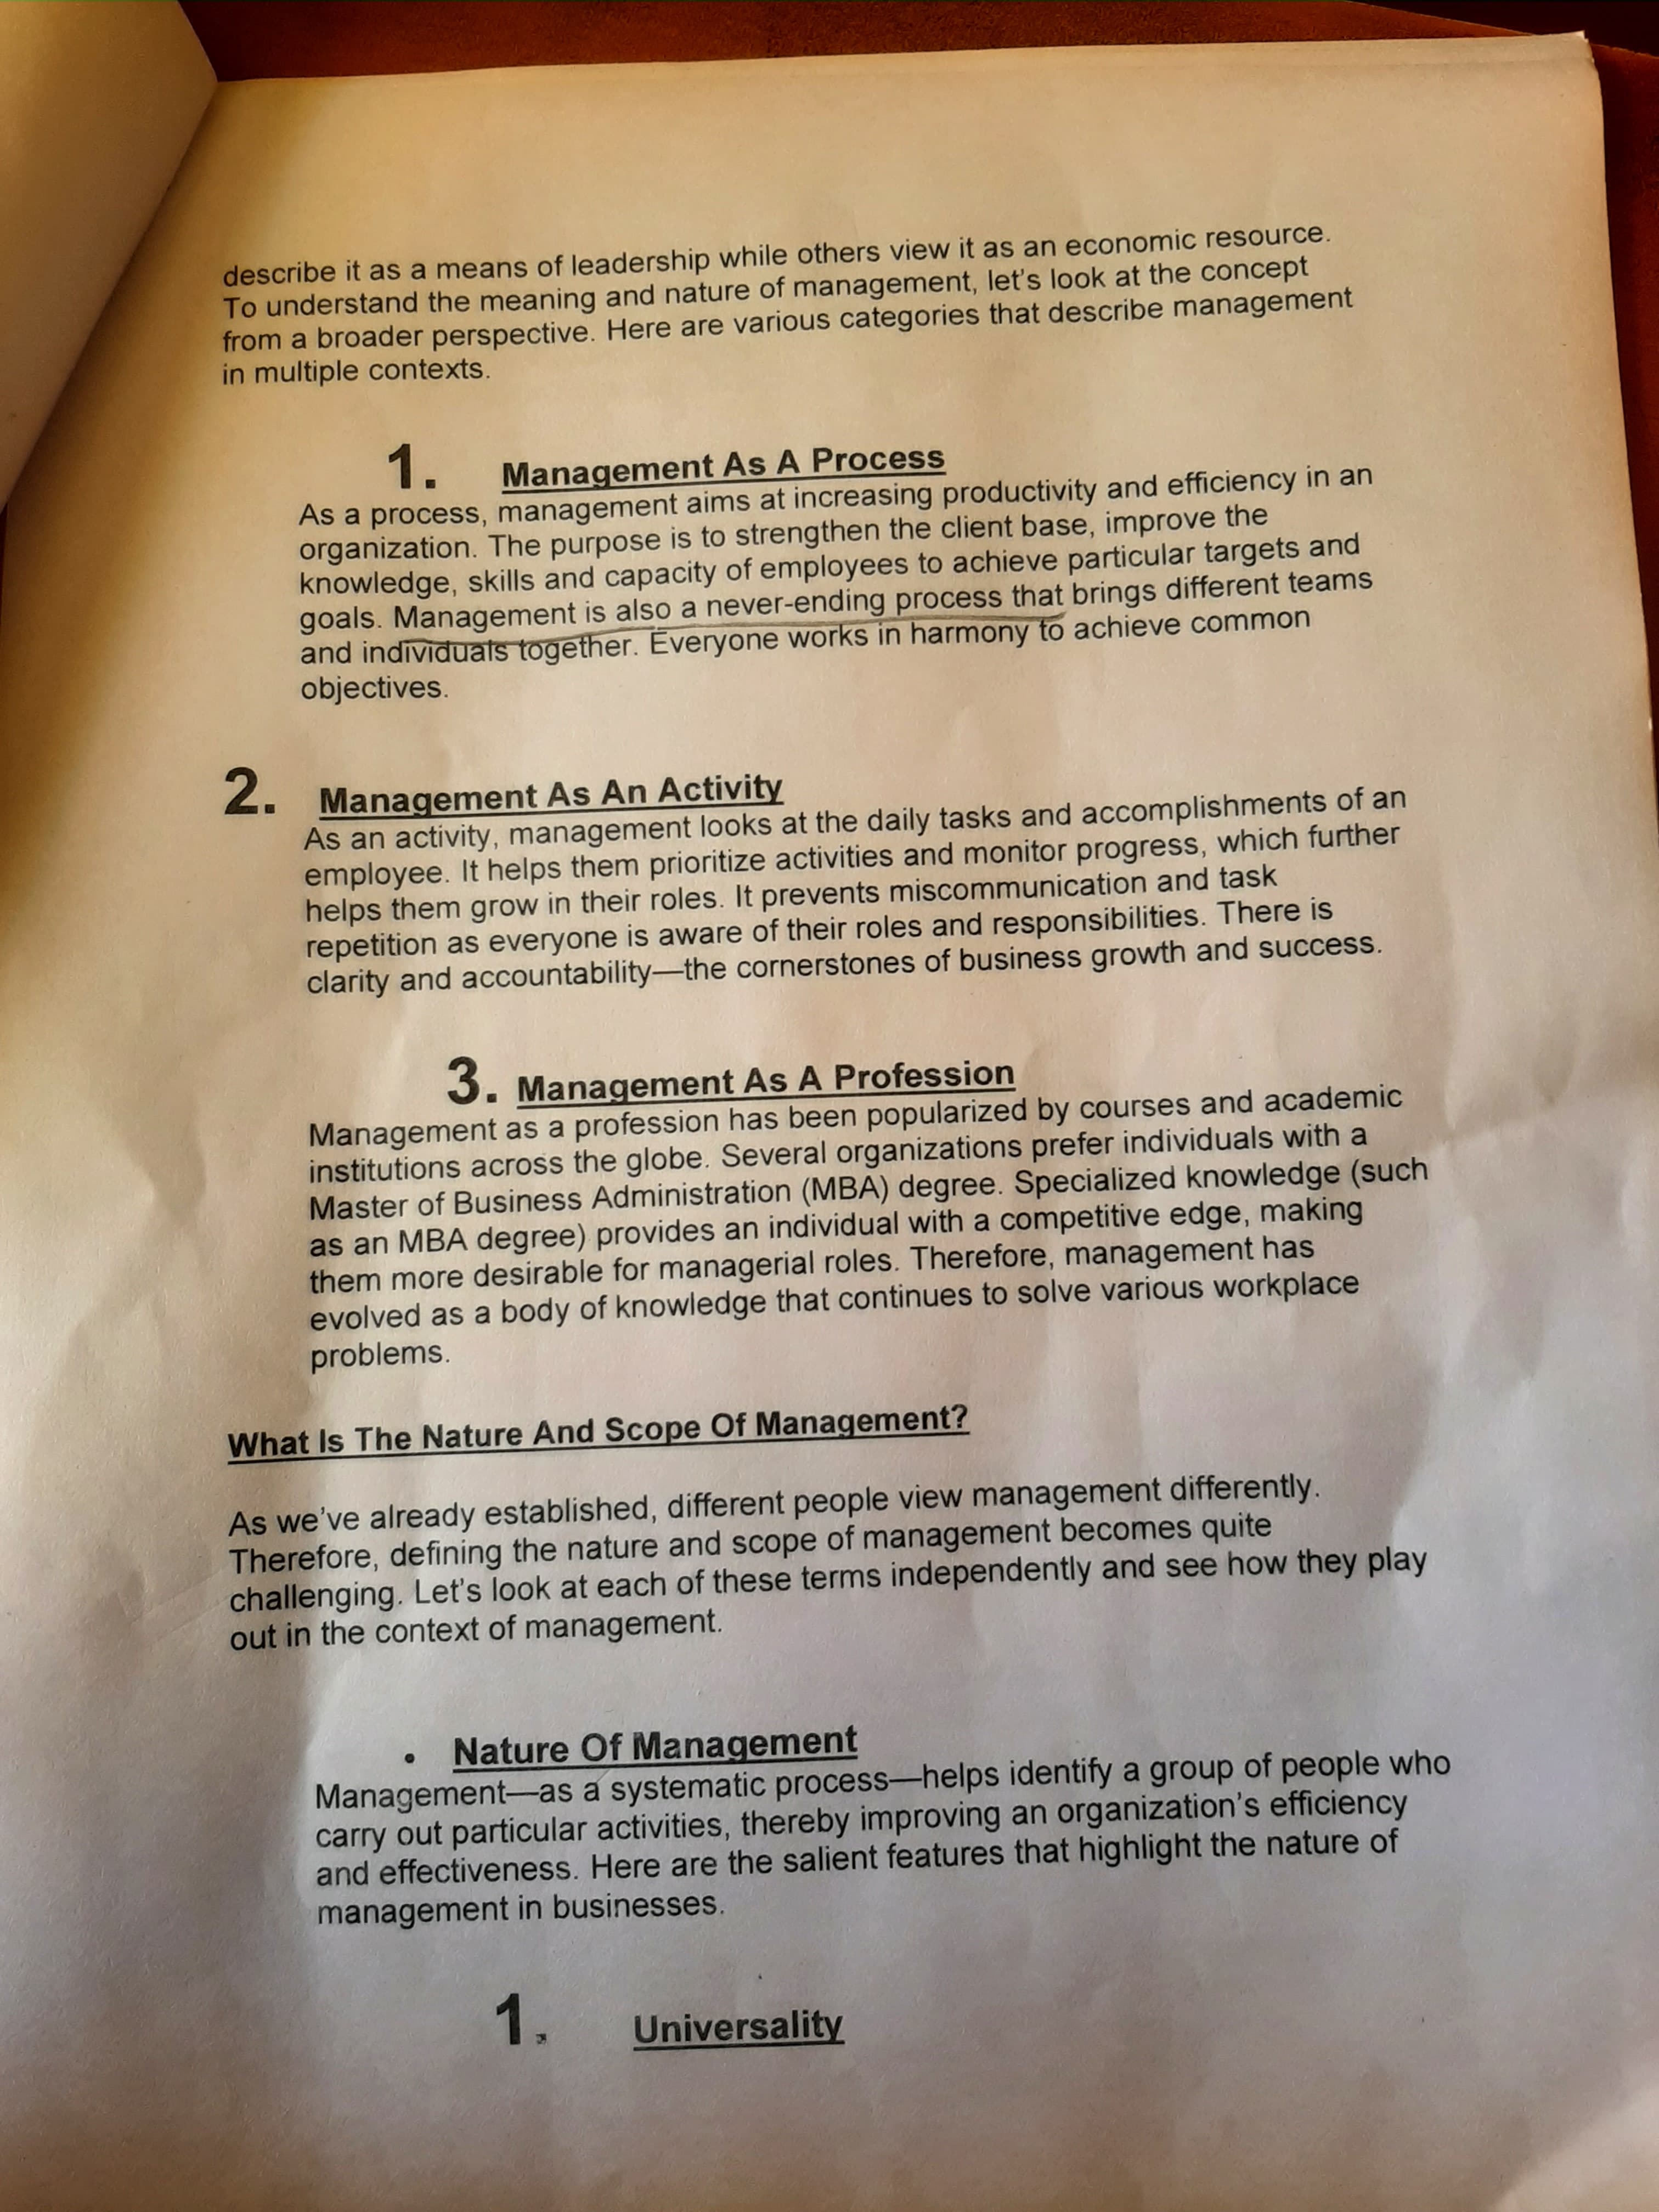 describe it as a means of leadership while others view it as an economic resource.
To understand the meaning and nature of management, let's look at the concept
from a broader perspective. Here are various categories that describe management
in multiple contexts.
1. Management As A Process
As a process, management aims at increasing productivity and efficiency in an
organization. The purpose is to strengthen the client base, improve the
knowledge, skills and capacity of employees to achieve particular targets and
goals. Management is also a never-ending process that brings different teams
and individuals together. Everyone works in harmony to achieve common
objectives.
2. Management As An Activity
As an activity, management looks at the daily tasks and accomplishments of an
employee. It helps them prioritize activities and monitor progress, which further
helps them grow in their roles. It prevents miscommunication and task
repetition as everyone is aware of their roles and responsibilities. There is
clarity and accountability—the cornerstones of business growth and success.
3. Management As A Profession
Management as a profession has been popularized by courses and academic
institutions across the globe. Several organizations prefer individuals with a
Master of Business Administration (MBA) degree. Specialized knowledge (such
as an MBA degree) provides an individual with a competitive edge, making
them more desirable for managerial roles. Therefore, management has
evolved as a body of knowledge that continues to solve various workplace
problems.
What Is The Nature And Scope Of Management?
As we've already established, different people view management differently.
Therefore, defining the nature and scope of management becomes quite
challenging. Let's look at each of these terms independently and see how they play
out in the context of management.
• Nature Of Management
Management—as a systematic process—helps identify a group of people who
carry out particular activities, thereby improving an organization's efficiency
and effectiveness. Here are the salient features that highlight the nature of
management in businesses.
1. Universality